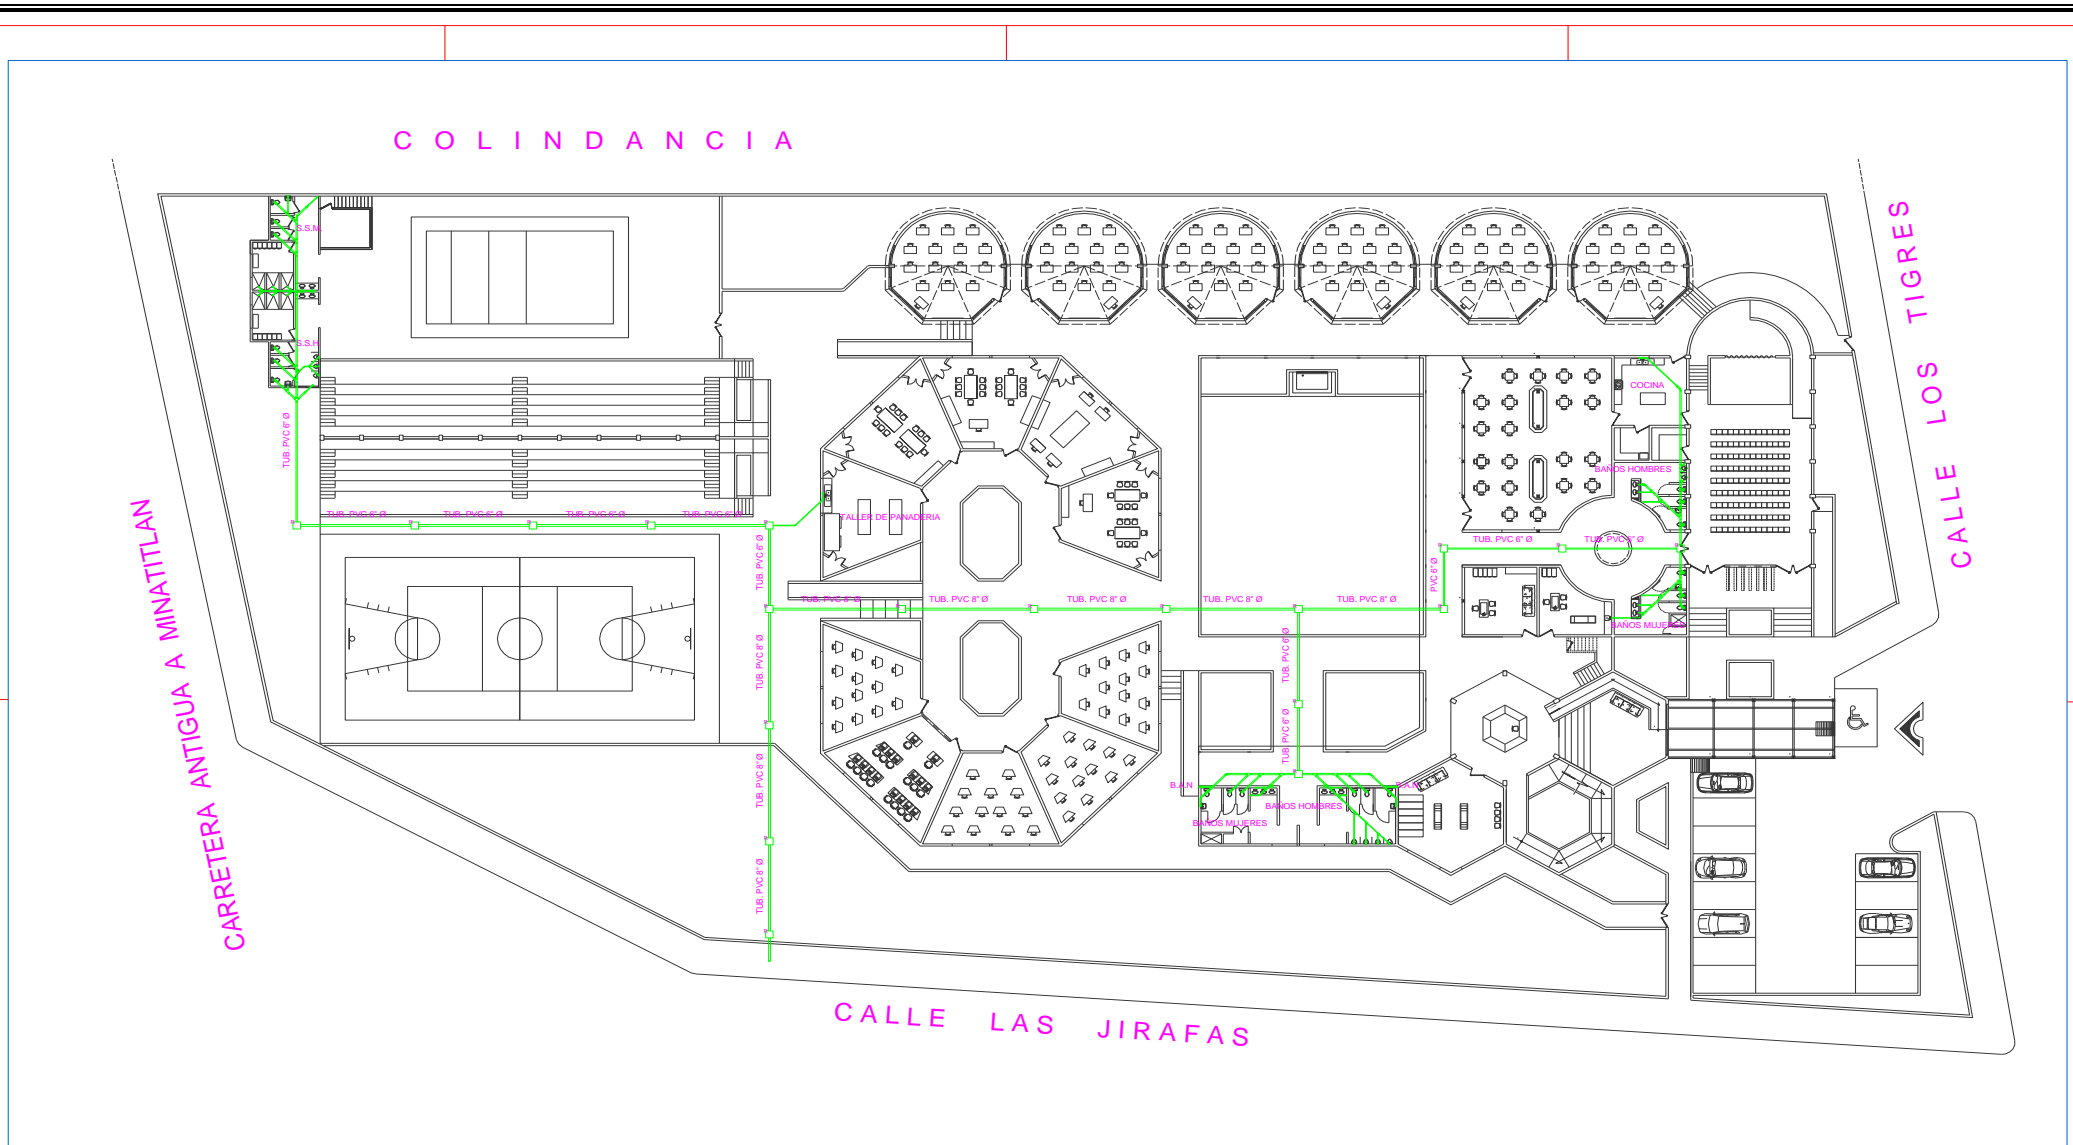 COLINDANCIA
CALLE LOS TIGRES
CARRETERA ANTIGUA A MINATITLAN
CALLE LAS JIRAFAS
S.S.M.
S.S.H
TUB. PVC 6" Ø
TUB. PVC 6" Ø
TUB. PVC 6" Ø
TUB. PVC 6" Ø
TUB. PVC 6" Ø
TALLER DE PANADERIA
TUB. PVC 6" Ø
COCINA
BAÑOS HOMBRES
TUB. PVC 6" Ø
TUB. PVC 6" Ø
PVC 6" Ø
TUB. PVC 8" Ø
TUB. PVC 8" Ø
TUB. PVC 8" Ø
TUB. PVC 8" Ø
TUB. PVC 8" Ø
BAÑOS MUJERES
TUB. PVC 8" Ø
TUB. PVC 6" Ø
TUB. PVC 6" Ø
TUB. PVC 8" Ø
TUB. PVC 8" Ø
B.A.N
B.A.N
BAÑOS HOMBRES
BAÑOS MUJERES